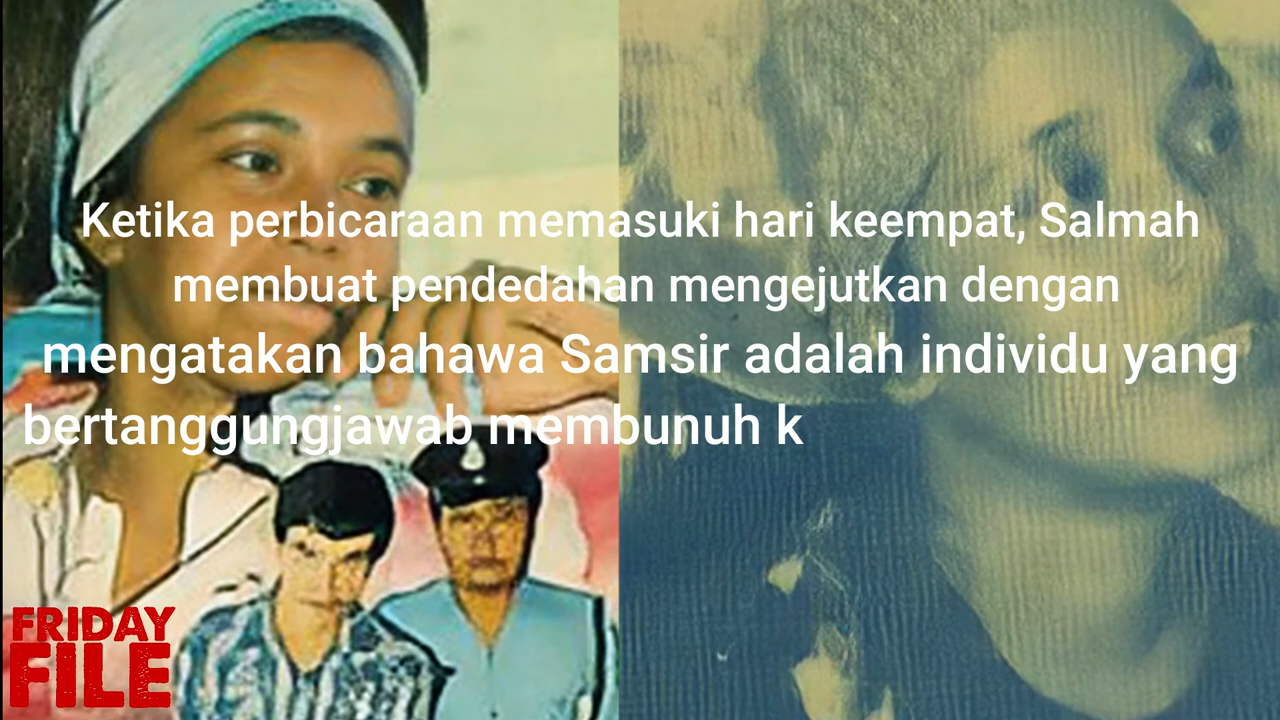 Ketika perbicaraan memasuki hari keempat, Salmah
membuat pendedahan mengejutkan dengan
mengatakan bahawa Samsir adalah individu yang
bertanggungjawab membunuh k
FRIDAY
FILE